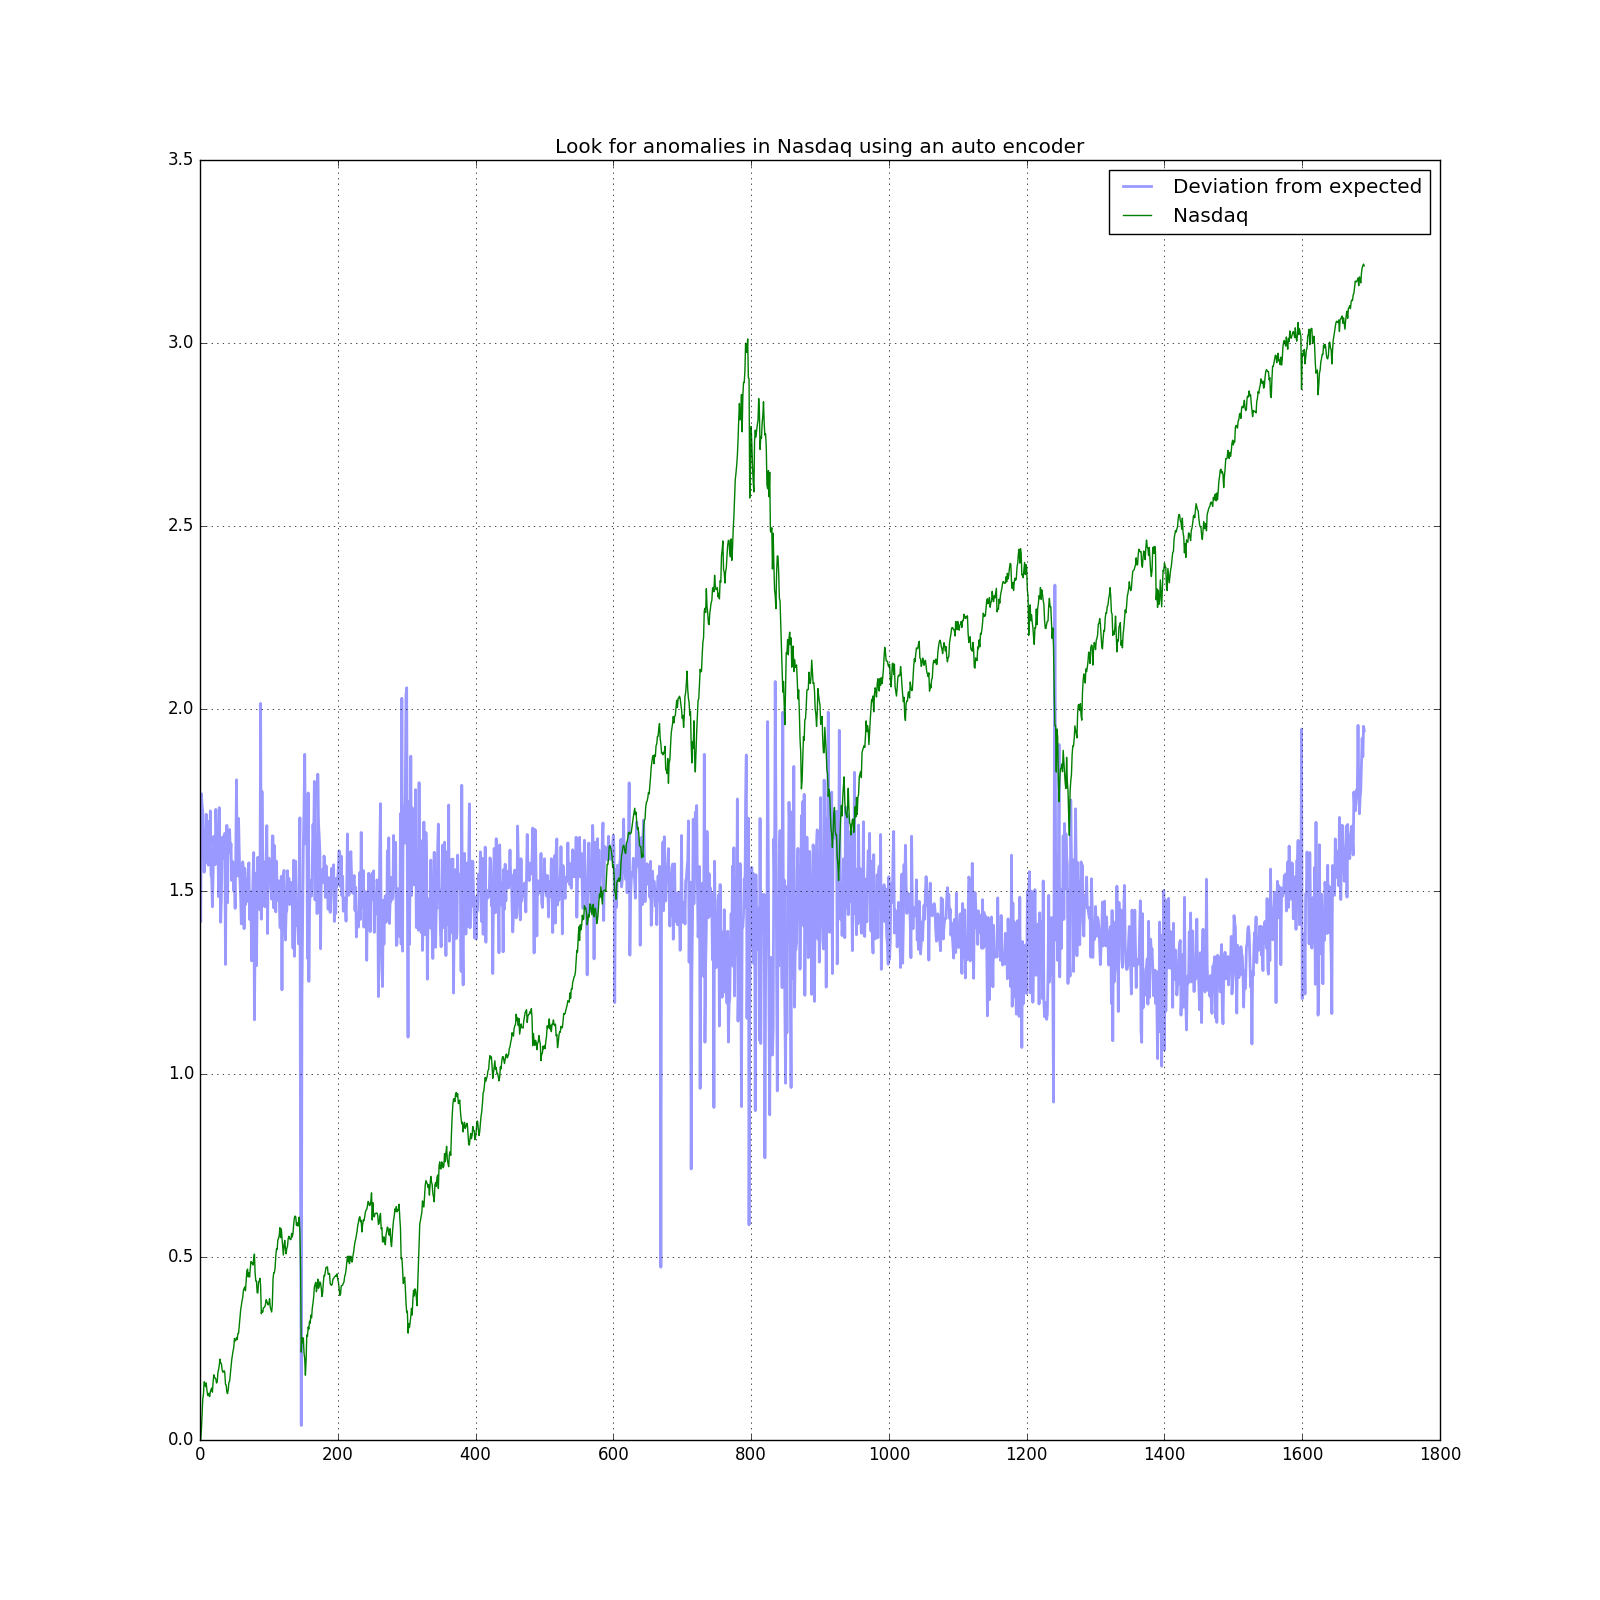 Look for anomalies in Nasdaq using an auto encoder
3.5
Deviation from expected
Nasdaq
3.0
2.5
2.0
1.5
1.0
0.5
0.0
0 200 400 600 800 1000 1200 1400 1600 1800